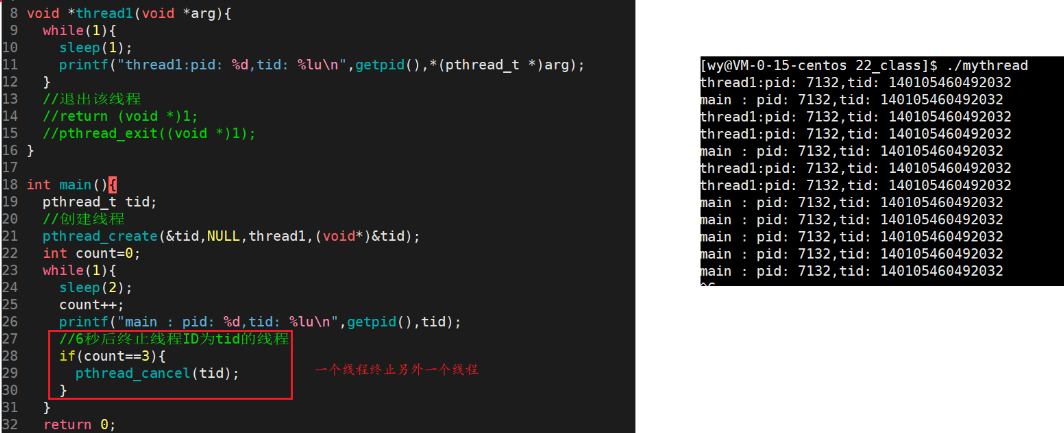 8 void *thread1(void *arg){
9   while(1){
10     sleep(1);
11     printf("thread1:pid: %d,tid: %lu\n",getpid(),*(pthread_t *)arg);
12   }
13   //退出该线程
14   //return (void *)1;
15   //pthread_exit((void *)1);
16 }
17
18 int main(){
19   pthread_t tid;
20   //创建线程
21   pthread_create(&tid,NULL,thread1,(void*)&tid);
22   int count=0;
23   while(1){
24     sleep(2);
25     count++;
26     printf("main : pid: %d,tid: %lu\n",getpid(),tid);
27     //6秒后终止线程ID为tid的线程
28     if(count==3){
29       pthread_cancel(tid);
30     }
31   }
32   return 0;
一个线程终止另外一个线程
[wy@VM-0-15-centos 22_class]$ ./mythread
thread1:pid: 7132,tid: 140105460492032
main : pid: 7132,tid: 140105460492032
thread1:pid: 7132,tid: 140105460492032
thread1:pid: 7132,tid: 140105460492032
main : pid: 7132,tid: 140105460492032
thread1:pid: 7132,tid: 140105460492032
thread1:pid: 7132,tid: 140105460492032
main : pid: 7132,tid: 140105460492032
main : pid: 7132,tid: 140105460492032
main : pid: 7132,tid: 140105460492032
main : pid: 7132,tid: 140105460492032
main : pid: 7132,tid: 140105460492032